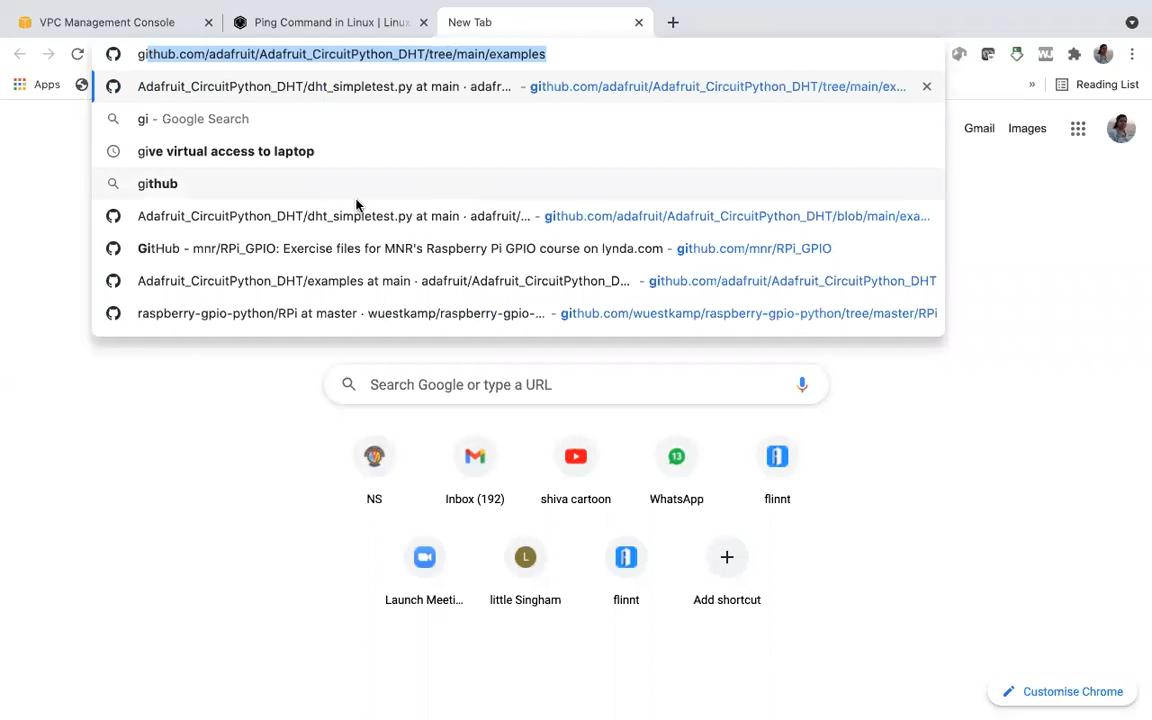 VPC Management Console
Ping Command in Linux | Linux
New Tab
github.com/adafruit/Adafruit_CircuitPython_DHT/tree/main/examples
Adafruit_CircuitPython_DHT/dht_simpletest.py at main · adafr... - github.com/adafruit/Adafruit_CircuitPython_DHT/tree/main/ex...
gi - Google Search
give virtual access to laptop
github
Adafruit_CircuitPython_DHT/dht_simpletest.py at main · adafruit/... - github.com/adafruit/Adafruit_CircuitPython_DHT/blob/main/exa...
GitHub - mnr/RPi_GPIO: Exercise files for MNR's Raspberry Pi GPIO course on lynda.com - github.com/mnr/RPi_GPIO
Adafruit_CircuitPython_DHT/examples at main · adafruit/Adafruit_CircuitPython_D... - github.com/adafruit/Adafruit_CircuitPython_DHT
raspberry-gpio-python/RPi at master · wuestkamp/raspberry-gpio-... - github.com/wuestkamp/raspberry-gpio-python/tree/master/RPi
Apps
» Reading List
Gmail Images
Search Google or type a URL
13
NS Inbox (192) shiva cartoon WhatsApp flinnt
L
Launch Meeti... little Singham flinnt Add shortcut
Customise Chrome